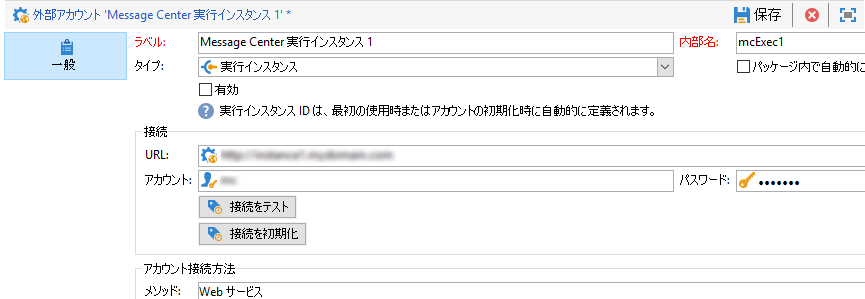 外部アカウント 'Message Center 実行インスタンス 1' *
保存
一般
ラベル: Message Center 実行インスタンス 1 内部名: mcExec1
タイプ: 実行インスタンス パッケージ内で自動的に
有効
実行インスタンス ID は、最初の使用時またはアカウントの初期化時に自動的に定義されます。
接続
URL:
アカウント: パスワード: •••••••
接続をテスト
接続を初期化
アカウント接続方法
メソッド: Web サービス